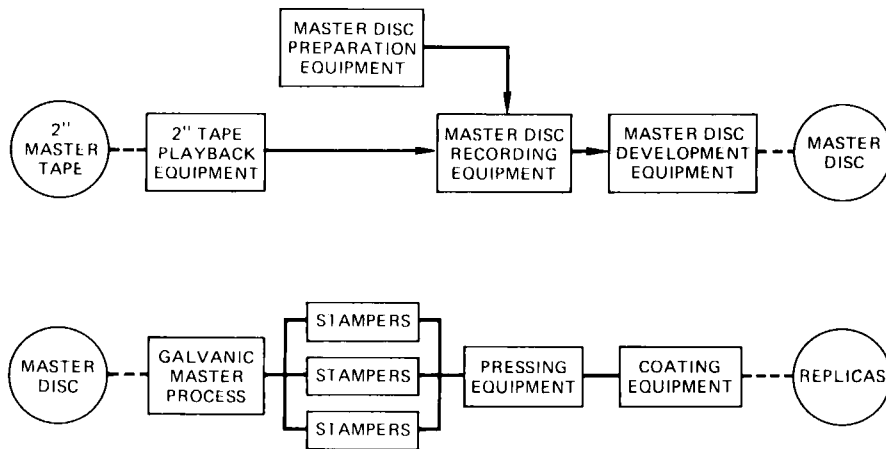 MASTER DISC
PREPARATION
EQUIPMENT
2"
MASTER
TAPE
2" TAPE
PLAYBACK
EQUIPMENT
MASTER DISC
RECORDING
EQUIPMENT
MASTER DISC
DEVELOPMENT
EQUIPMENT
MASTER
DISC
MASTER
DISC
GALVANIC
MASTER
PROCESS
STAMPERS
STAMPERS
STAMPERS
PRESSING
EQUIPMENT
COATING
EQUIPMENT
REPLICAS